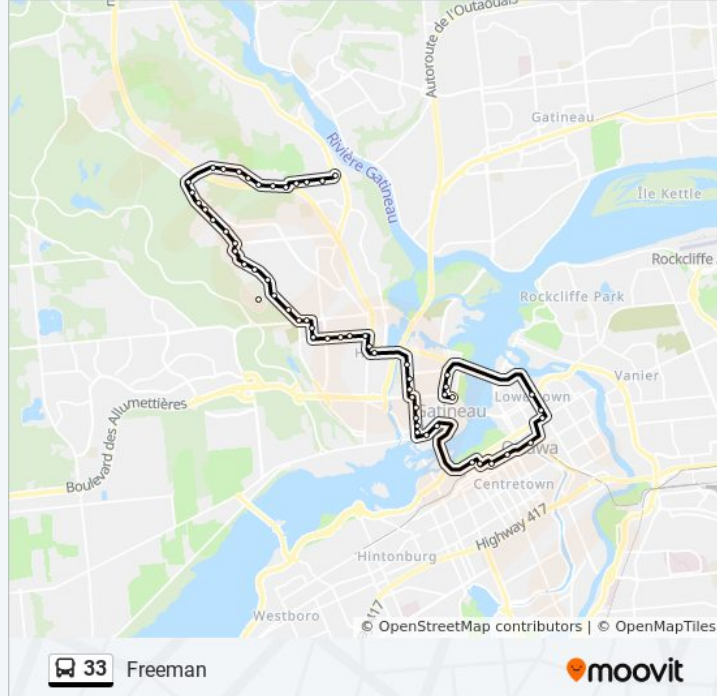 Autoroute de l'Outaouais
Gatineau
Rivière Gatineau
Île Kettle
Rockcliffe
Rockcliffe Park
Vanier
H
Lowertown
Boulevard des Allumettières
Gatineau
Ottawa
Centretown
Highway 417
Hintonburg
417
Westboro
© OpenStreetMap contributors | © OpenMapTiles
33 Freeman
moovit